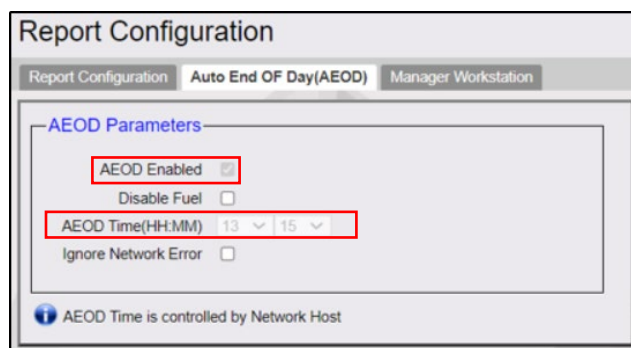 Report Configuration
Report Configuration Auto End OF Day(AEOD) Manager Workstation
AEOD Parameters
AEOD Enabled
Disable Fuel
AEOD Time(HH:MM) 13 15
Ignore Network Error
AEOD Time is controlled by Network Host